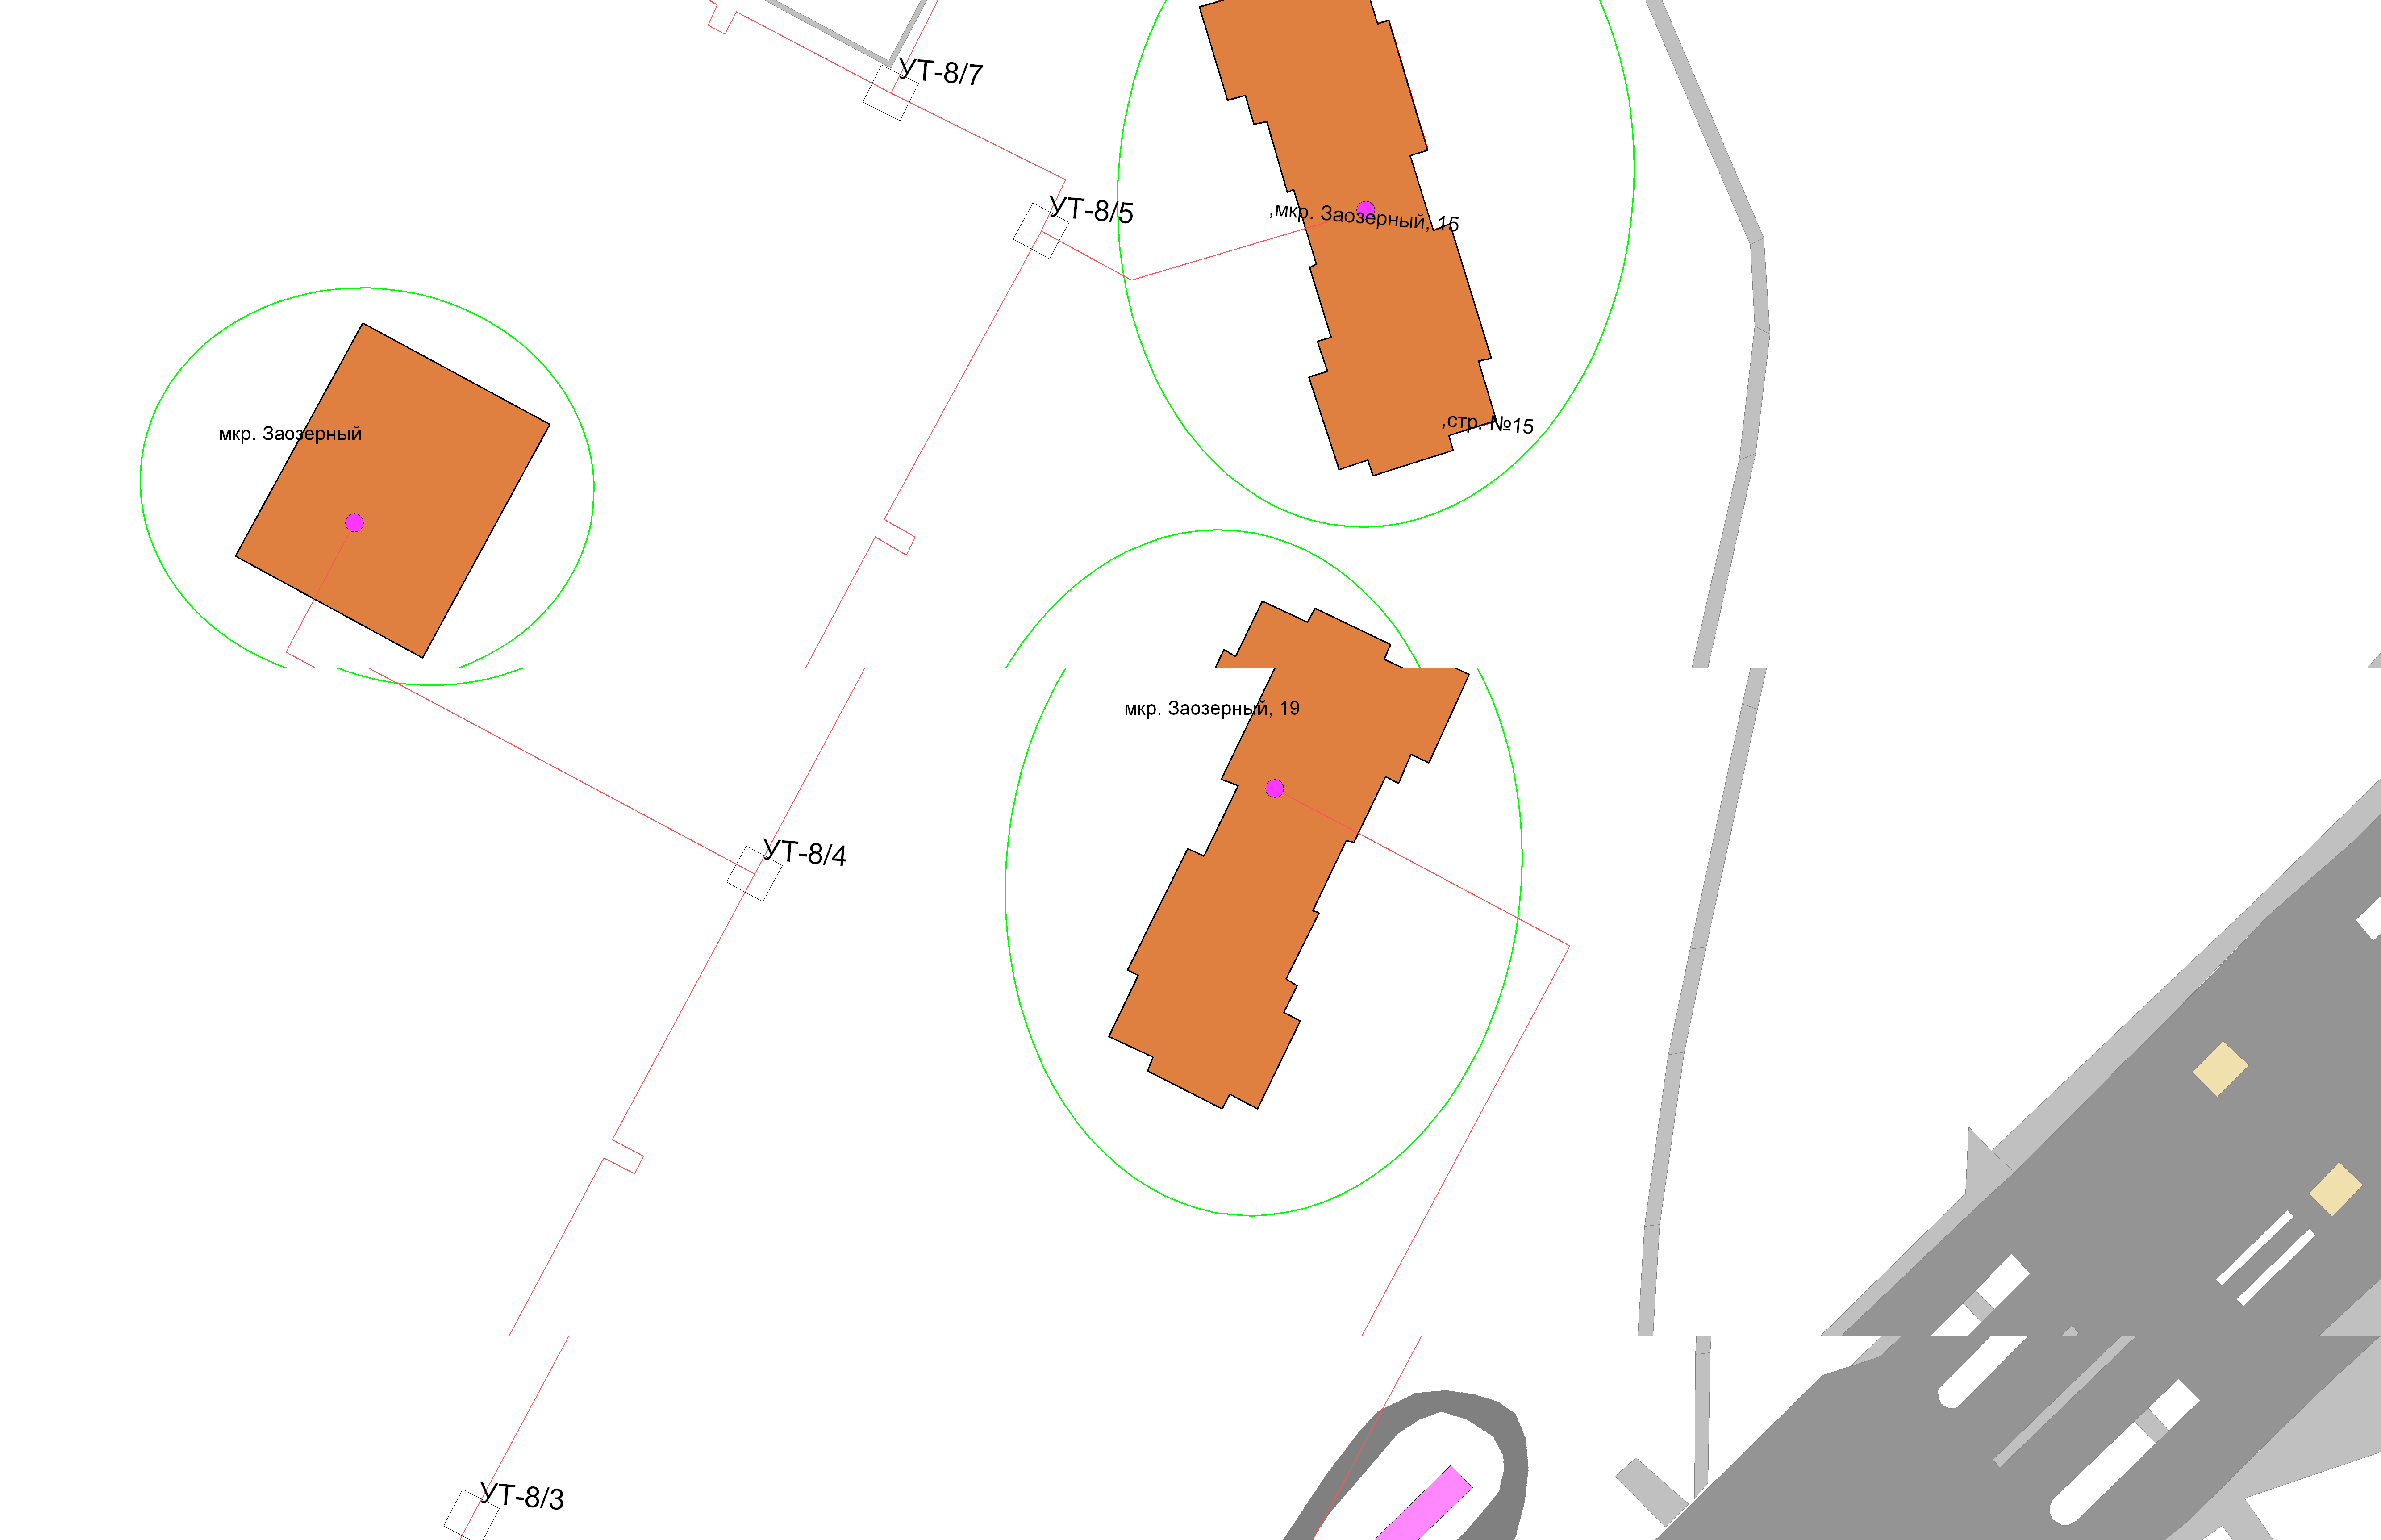 УТ-8/7
УТ-8/5
,мкр. Заозерный, 15
,стр. №15
мкр. Заозерный
мкр. Заозерный, 19
УТ-8/4
УТ-8/3